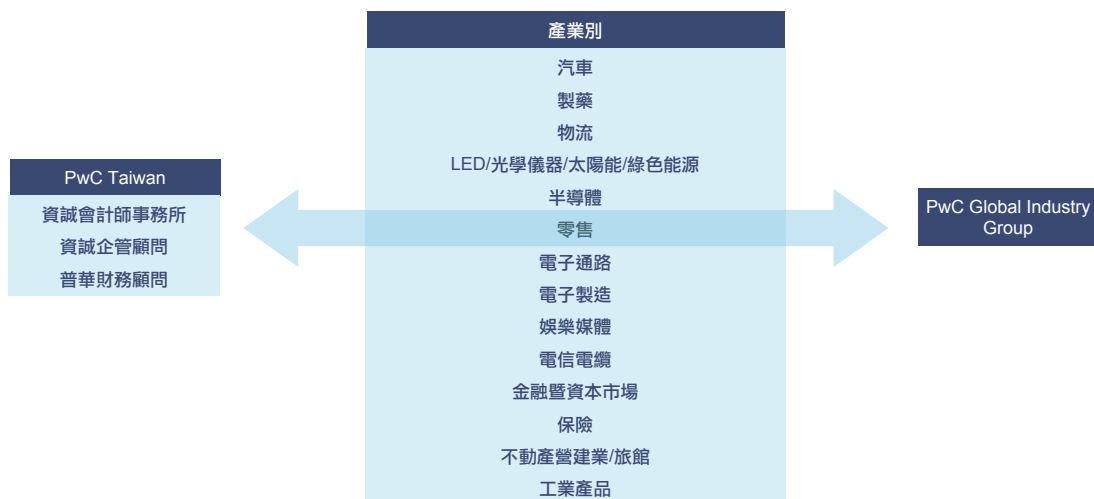 產業別
汽車
製藥
物流
LED/光學儀器/太陽能/綠色能源
半導體
零售
電子通路
電子製造
娛樂媒體
電信電纜
金融暨資本市場
保險
不動產營建業/旅館
工業產品
PwC Taiwan
資誠會計師事務所
資誠企管顧問
普華財務顧問
PwC Global Industry
Group